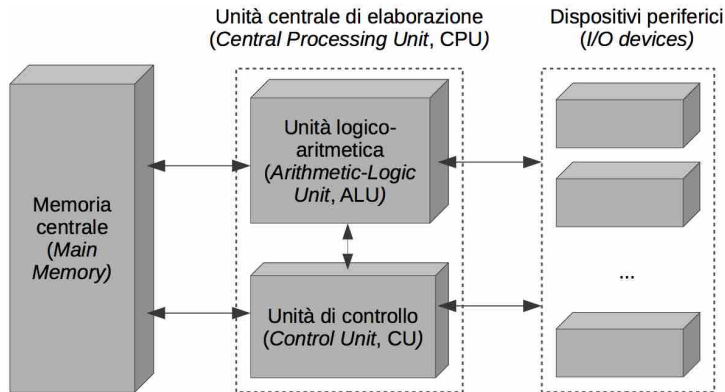 Unità centrale di elaborazione
(Central Processing Unit, CPU)
Dispositivi periferici
(I/O devices)
Memoria
centrale
(Main
Memory)
Unità logico-
aritmetica
(Arithmetic-Logic
Unit, ALU)
Unità di controllo
(Control Unit, CU)
...